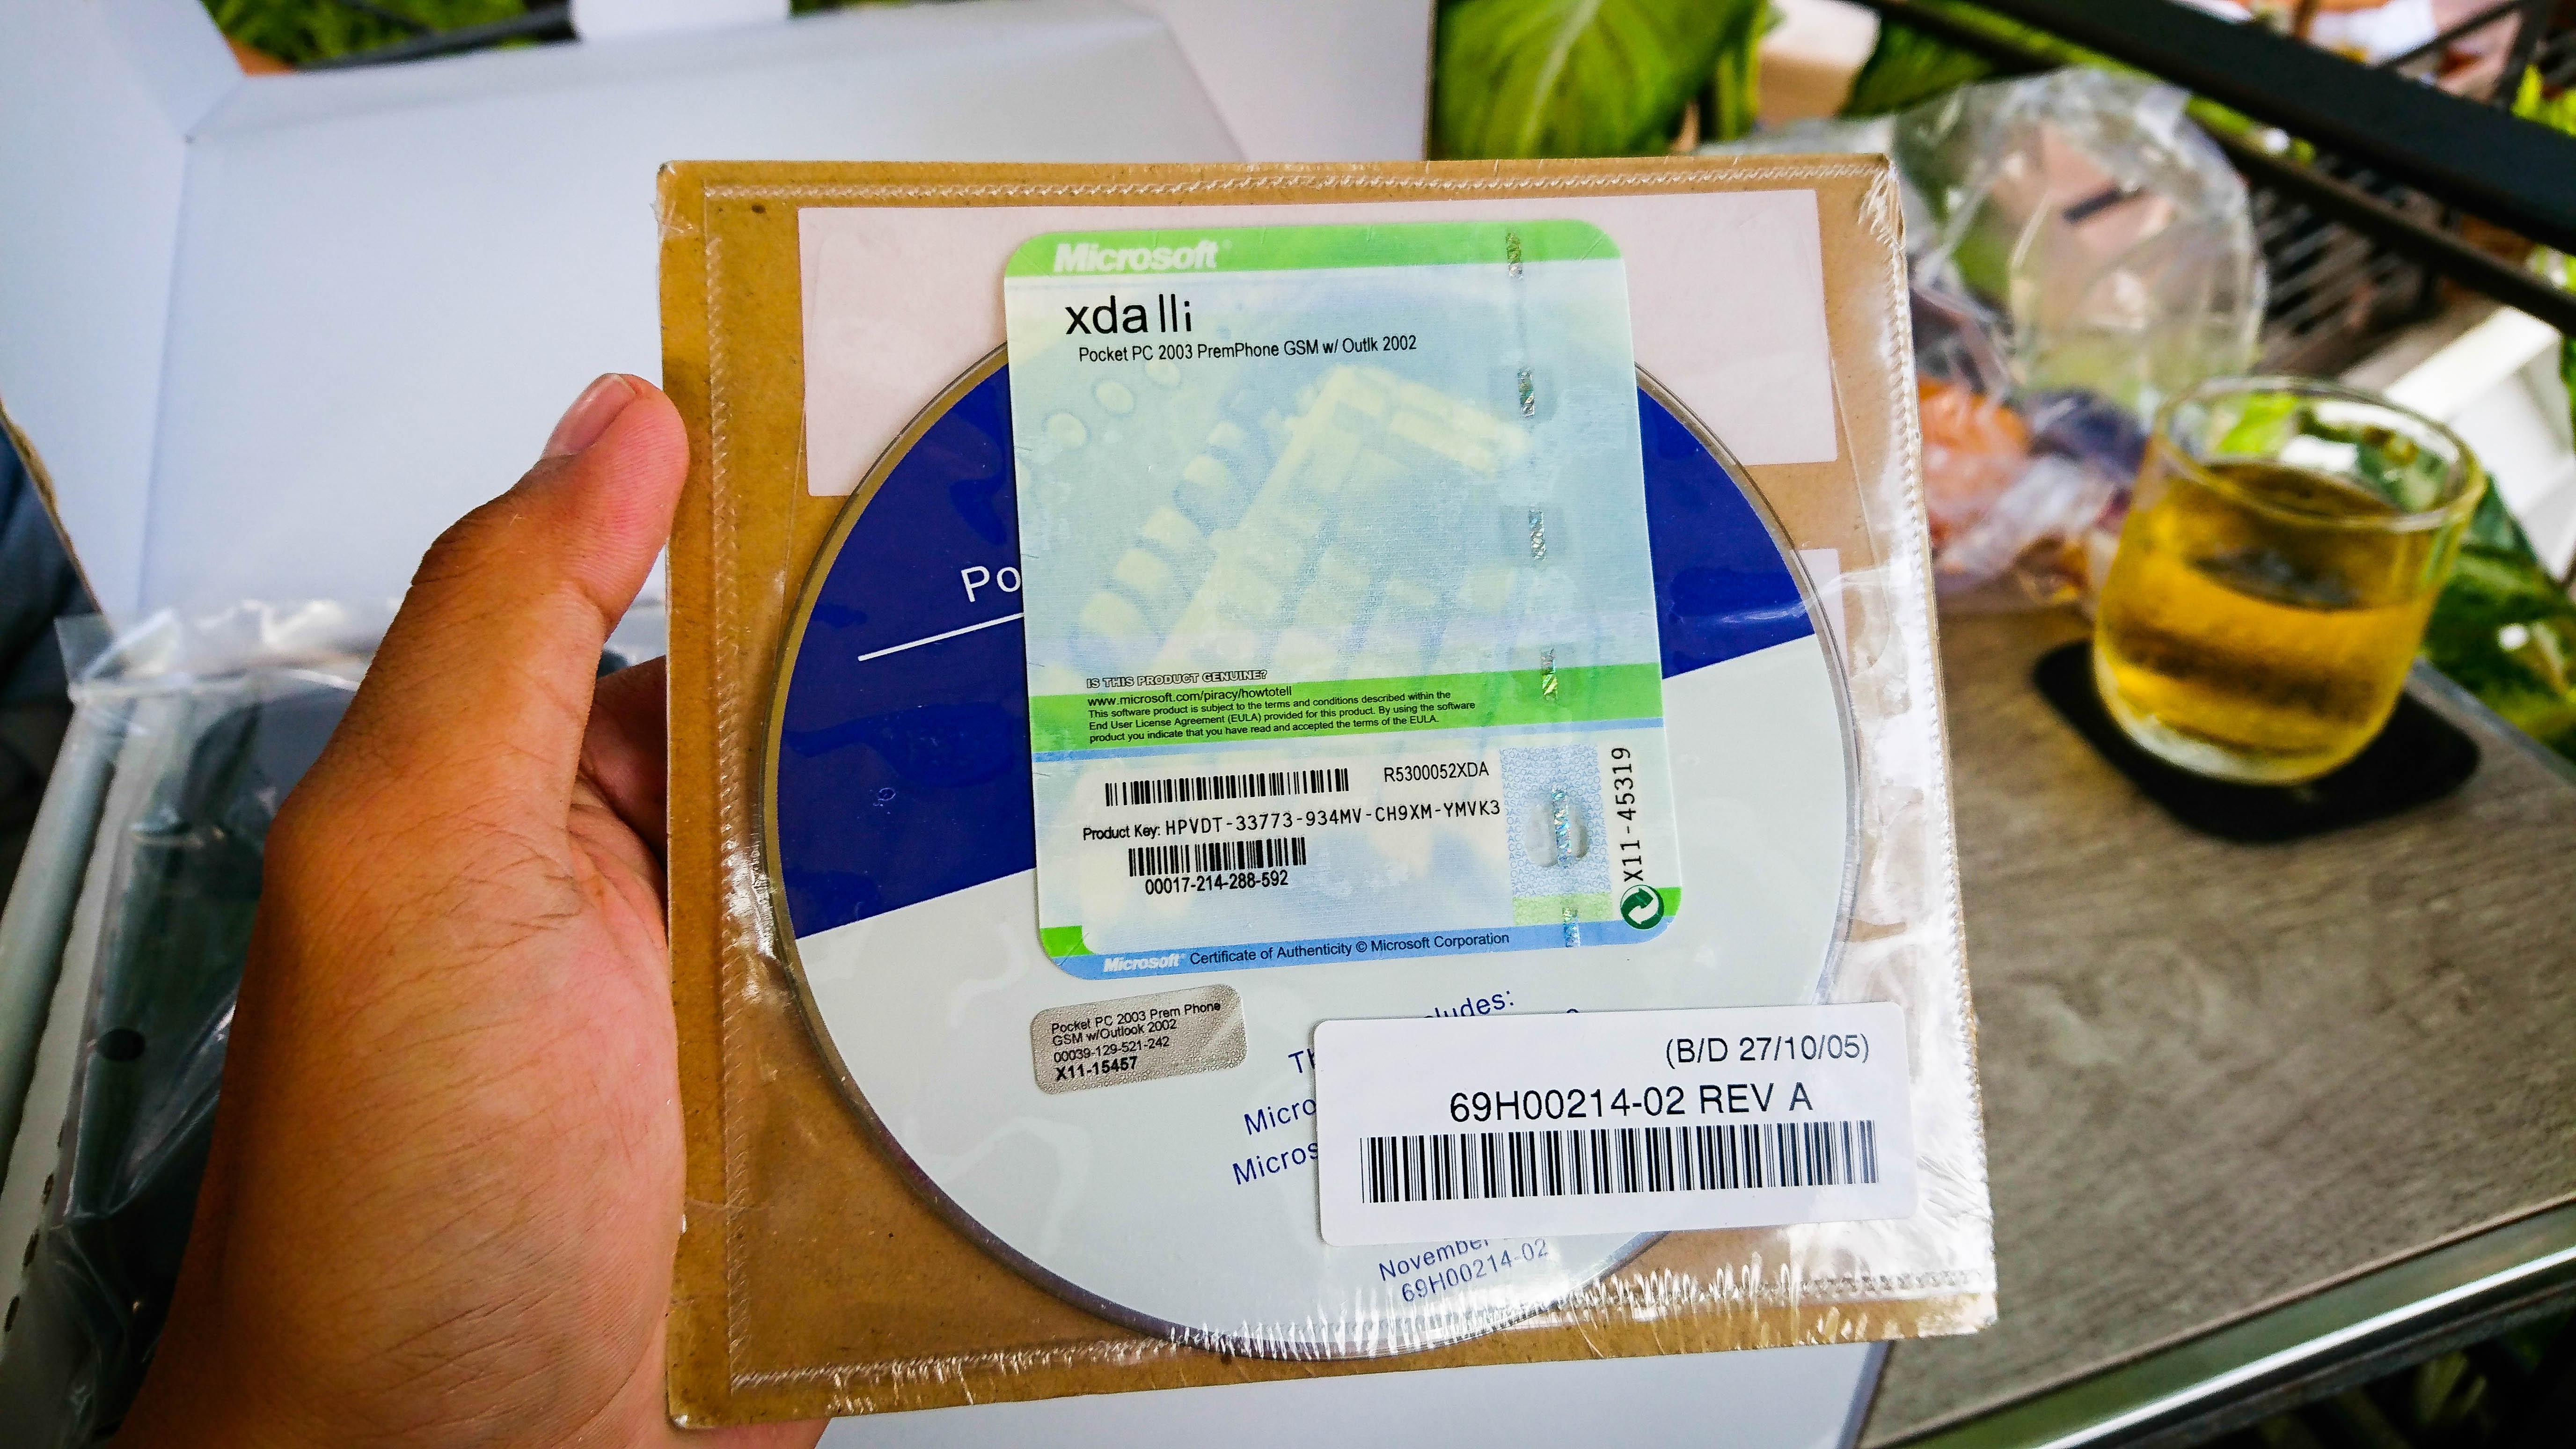 Microsoft®
xda IIi
Pocket PC 2003 PremPhone GSM w/ Outlk 2002
Po
IS THIS PRODUCT GENUINE?
www.microsoft.com/piracy/howtotell
This software product is subject to the terms and conditions described within the
End User License Agreement (EULA) provided for this product. By using the software
product you indicate that you have read and accepted the terms of the EULA.
R5300052XDA
Product Key: HPVDT-33773-934MV-CH9XM-YMVK3
00017-214-288-592
X11-45319
Microsoft® Certificate of Authenticity © Microsoft Corporation
Pocket PC 2003 Prem Phone
GSM w/Outlook 2002
00039-129-521-242
X11-15457
ludes:
Th
Micro
Micros
(B/D 27/10/05)
69H00214-02 REV A
November
69H00214-02